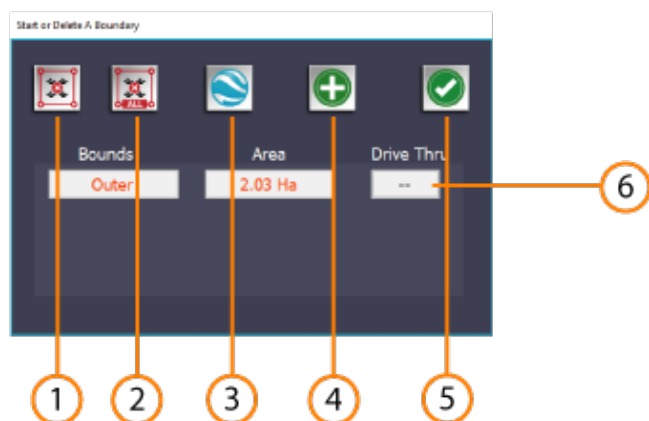 Start or Delete A Boundary
ALL
Bounds Area Drive Thru
Outer 2.03 Ha --
6
1 2 3 4 5